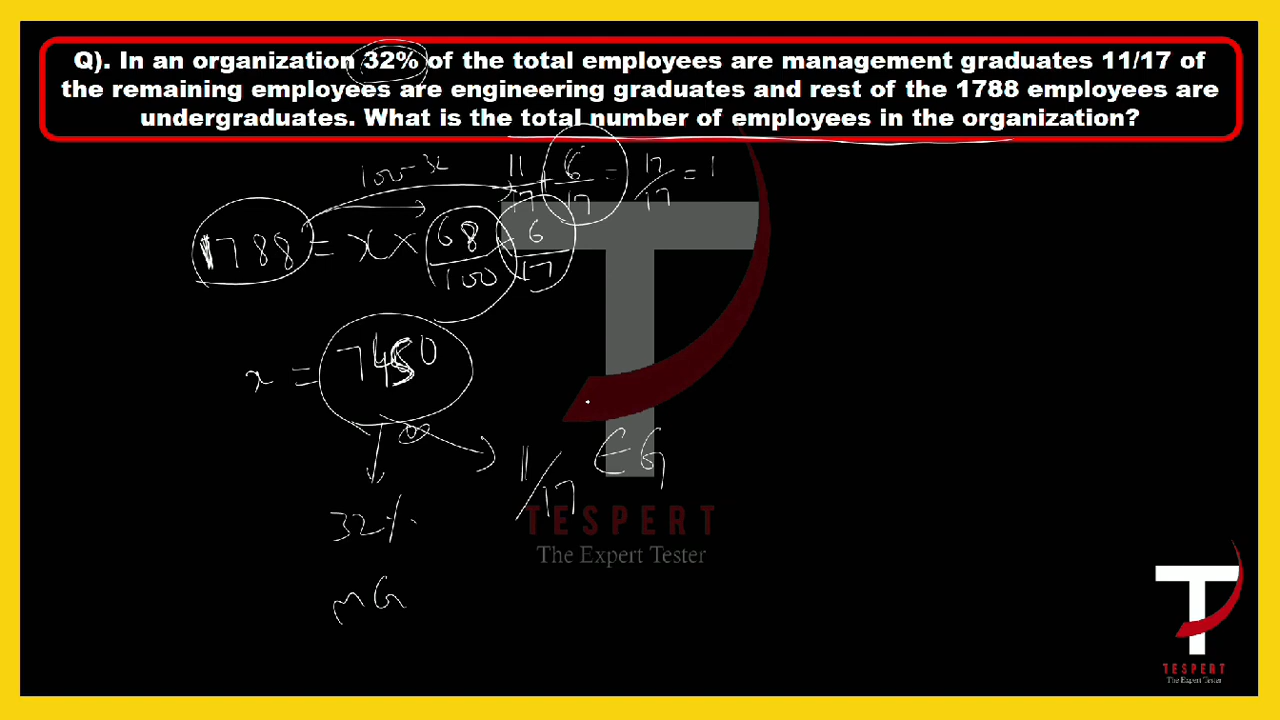 Q). In an organization 32% of the total employees are management graduates 11/17 of
the remaining employees are engineering graduates and rest of the 1788 employees are
undergraduates. What is the total number of employees in the organization?
100-32
11/17 + 6/17 = 17/17 = 1
1788 = x × 68/100 × 6/17
x = 7450
11/17 EG
32%
MG
TESPERT
The Expert Tester
TESPERT
The Expert Tester